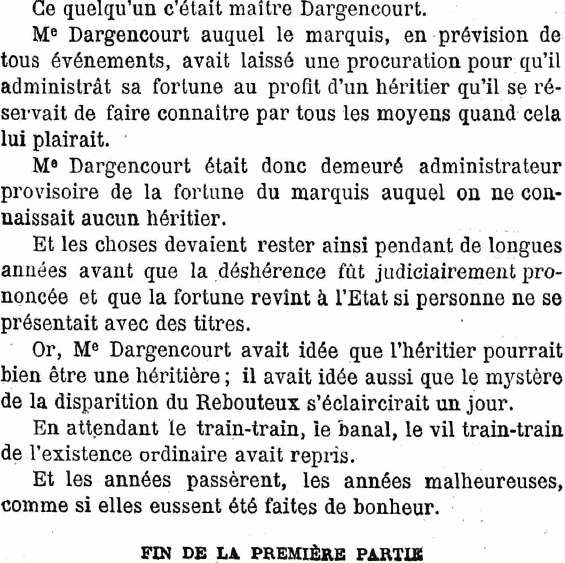 Ce quelqu'un c'était maître Dargencourt.
Mᵉ Dargencourt auquel le marquis, en prévision de
tous événements, avait laissé une procuration pour qu'il
administrât sa fortune au profit d'un héritier qu'il se ré-
servait de faire connaître par tous les moyens quand cela
lui plairait.
Mᵉ Dargencourt était donc demeuré administrateur
provisoire de la fortune du marquis auquel on ne con-
naissait aucun héritier.
Et les choses devaient rester ainsi pendant de longues
années avant que la déshérence fût judiciairement pro-
noncée et que la fortune revînt à l'Etat si personne ne se
présentait avec des titres.
Or, Mᵉ Dargencourt avait idée que l'héritier pourrait
bien être une héritière ; il avait idée aussi que le mystère
de la disparition du Rebouteux s'éclaircirait un jour.
En attendant le train-train, le banal, le vil train-train
de l'existence ordinaire avait repris.
Et les années passèrent, les années malheureuses,
comme si elles eussent été faites de bonheur.
FIN DE LA PREMIÈRE PARTIE